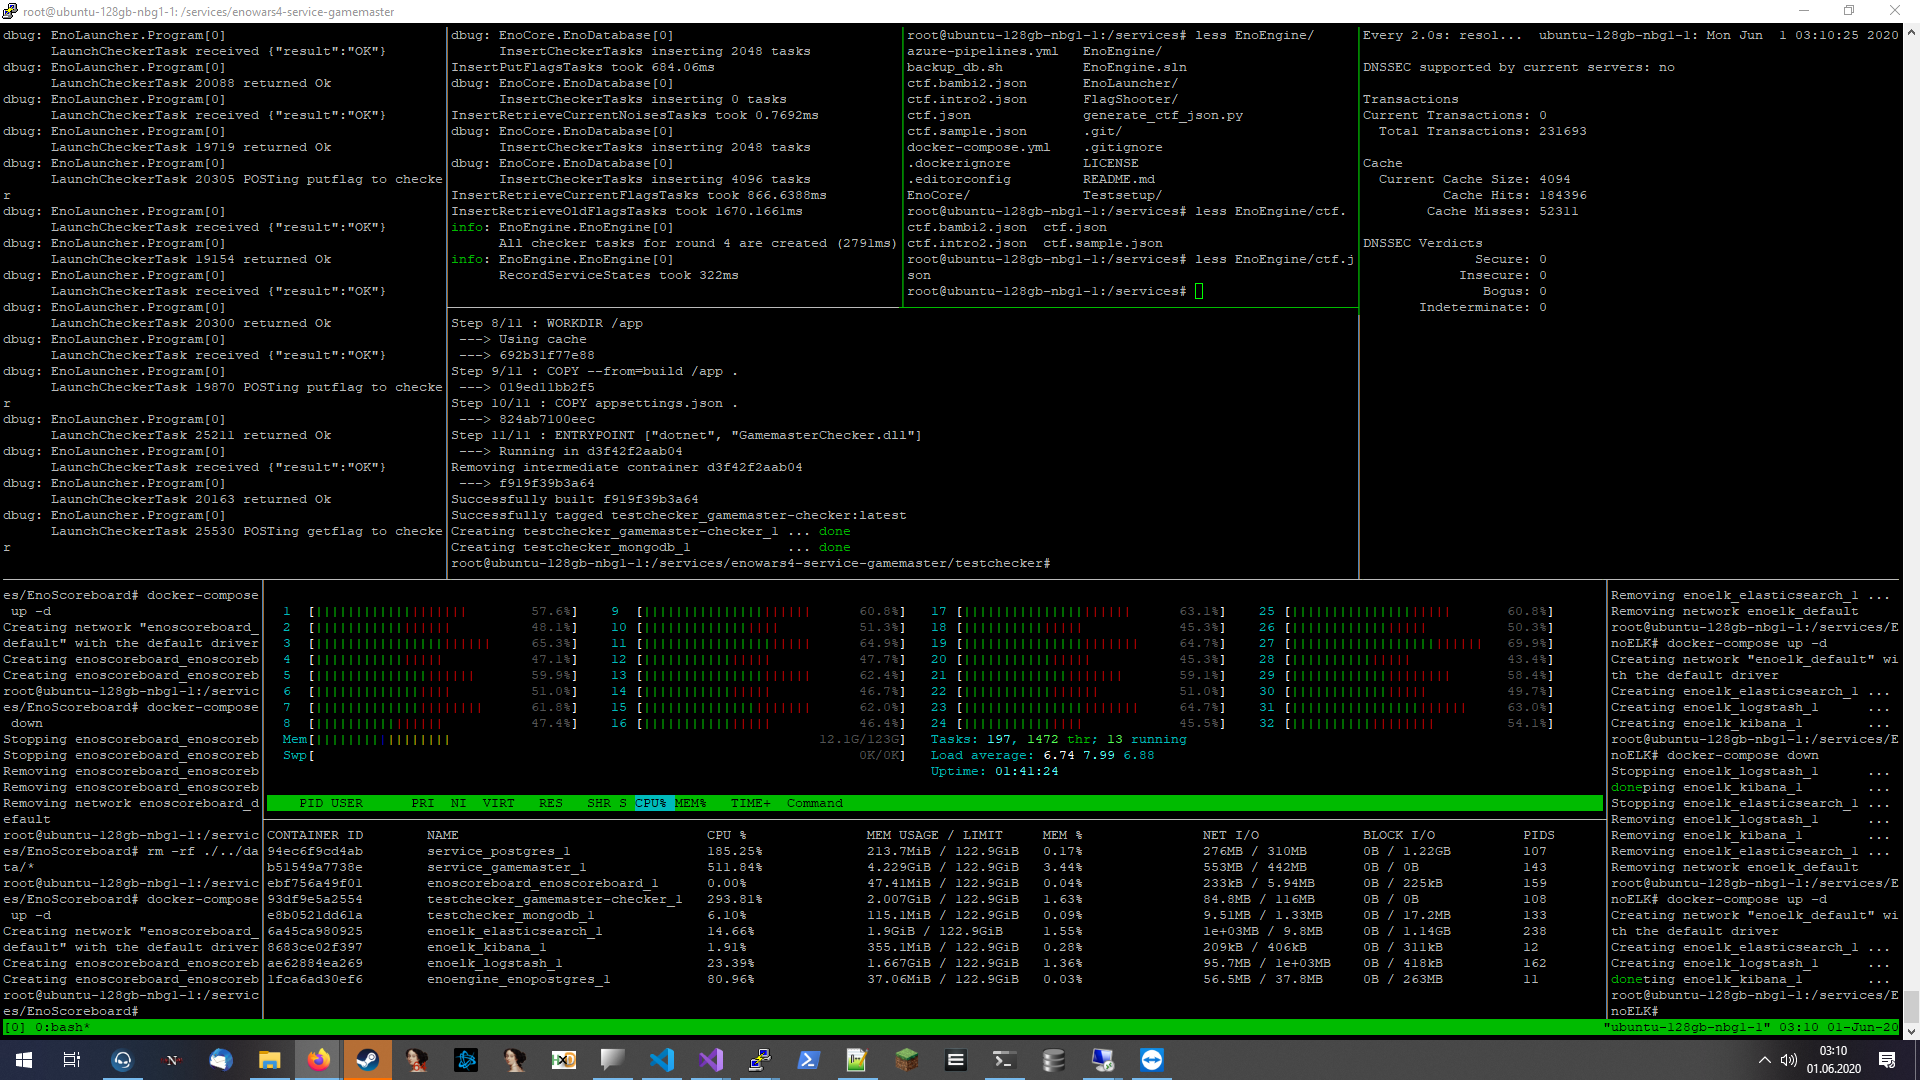 root@ubuntu-128gb-nbg1-1: /services/enowars4-service-gamemaster
dbug: EnoLauncher.Program[0]
LaunchCheckerTask received {"result":"OK"}
dbug: EnoLauncher.Program[0]
LaunchCheckerTask 20088 returned Ok
dbug: EnoLauncher.Program[0]
LaunchCheckerTask received {"result":"OK"}
dbug: EnoLauncher.Program[0]
LaunchCheckerTask 19719 returned Ok
dbug: EnoLauncher.Program[0]
LaunchCheckerTask 20305 POSTing putflag to checke
r
dbug: EnoLauncher.Program[0]
LaunchCheckerTask received {"result":"OK"}
dbug: EnoLauncher.Program[0]
LaunchCheckerTask 19154 returned Ok
dbug: EnoLauncher.Program[0]
LaunchCheckerTask received {"result":"OK"}
dbug: EnoLauncher.Program[0]
LaunchCheckerTask 20300 returned Ok
dbug: EnoLauncher.Program[0]
LaunchCheckerTask received {"result":"OK"}
dbug: EnoLauncher.Program[0]
LaunchCheckerTask 19870 POSTing putflag to checke
r
dbug: EnoLauncher.Program[0]
LaunchCheckerTask 25211 returned Ok
dbug: EnoLauncher.Program[0]
LaunchCheckerTask received {"result":"OK"}
dbug: EnoLauncher.Program[0]
LaunchCheckerTask 20163 returned Ok
dbug: EnoLauncher.Program[0]
LaunchCheckerTask 25530 POSTing getflag to checke
r
dbug: EnoCore.EnoDatabase[0]
InsertCheckerTasks inserting 2048 tasks
InsertPutFlagsTasks took 684.06ms
dbug: EnoCore.EnoDatabase[0]
InsertCheckerTasks inserting 0 tasks
InsertRetrieveCurrentNoisesTasks took 0.7692ms
dbug: EnoCore.EnoDatabase[0]
InsertCheckerTasks inserting 2048 tasks
dbug: EnoCore.EnoDatabase[0]
InsertCheckerTasks inserting 4096 tasks
InsertRetrieveCurrentFlagsTasks took 866.6388ms
InsertRetrieveOldFlagsTasks took 1670.1661ms
info: EnoEngine.EnoEngine[0]
All checker tasks for round 4 are created (2791ms)
info: EnoEngine.EnoEngine[0]
RecordServiceStates took 322ms
root@ubuntu-128gb-nbg1-1:/services# less EnoEngine/
azure-pipelines.yml EnoEngine/
backup_db.sh EnoEngine.sln
ctf.bambi2.json EnoLauncher/
ctf.intro2.json FlagShooter/
ctf.json generate_ctf_json.py
ctf.sample.json .git/
docker-compose.yml .gitignore
.dockerignore LICENSE
.editorconfig README.md
EnoCore/ Testsetup/
root@ubuntu-128gb-nbg1-1:/services# less EnoEngine/ctf.
ctf.bambi2.json ctf.json
ctf.intro2.json ctf.sample.json
root@ubuntu-128gb-nbg1-1:/services# less EnoEngine/ctf.j
son
root@ubuntu-128gb-nbg1-1:/services#
Every 2.0s: resol... ubuntu-128gb-nbg1-1: Mon Jun 1 03:10:25 2020
DNSSEC supported by current servers: no
Transactions
Current Transactions: 0
Total Transactions: 231693
Cache
Current Cache Size: 4094
Cache Hits: 184396
Cache Misses: 52311
DNSSEC Verdicts
Secure: 0
Insecure: 0
Bogus: 0
Indeterminate: 0
Step 8/11 : WORKDIR /app
---> Using cache
---> 692b31f77e88
Step 9/11 : COPY --from=build /app .
---> 019ed11bb2f5
Step 10/11 : COPY appsettings.json .
---> 824ab7100eec
Step 11/11 : ENTRYPOINT ["dotnet", "GamemasterChecker.dll"]
---> Running in d3f42f2aab04
Removing intermediate container d3f42f2aab04
---> f919f39b3a64
Successfully built f919f39b3a64
Successfully tagged testchecker_gamemaster-checker:latest
Creating testchecker_gamemaster-checker_1 ... done
Creating testchecker_mongodb_1 ... done
root@ubuntu-128gb-nbg1-1:/services/enowars4-service-gamemaster/testchecker#
es/EnoScoreboard# docker-compose
up -d
Creating network "enoscoreboard_
default" with the default driver
Creating enoscoreboard_enoscoreb
Creating enoscoreboard_enoscoreb
root@ubuntu-128gb-nbg1-1:/servic
es/EnoScoreboard# docker-compose
down
Stopping enoscoreboard_enoscoreb
Stopping enoscoreboard_enoscoreb
Removing enoscoreboard_enoscoreb
Removing enoscoreboard_enoscoreb
Removing network enoscoreboard_d
efault
root@ubuntu-128gb-nbg1-1:/servic
es/EnoScoreboard# rm -rf ./../da
ta/*
root@ubuntu-128gb-nbg1-1:/servic
es/EnoScoreboard# docker-compose
up -d
Creating network "enoscoreboard_
default" with the default driver
Creating enoscoreboard_enoscoreb
Creating enoscoreboard_enoscoreb
root@ubuntu-128gb-nbg1-1:/servic
es/EnoScoreboard#
1 [57.6%] 9 [60.8%] 17 [63.1%] 25 [60.8%]
2 [48.1%] 10 [51.3%] 18 [45.3%] 26 [50.3%]
3 [65.3%] 11 [64.9%] 19 [64.7%] 27 [69.9%]
4 [47.1%] 12 [47.7%] 20 [45.3%] 28 [43.4%]
5 [59.9%] 13 [62.4%] 21 [59.1%] 29 [58.4%]
6 [51.0%] 14 [46.7%] 22 [51.0%] 30 [49.7%]
7 [61.8%] 15 [62.0%] 23 [64.7%] 31 [63.0%]
8 [47.4%] 16 [46.4%] 24 [45.5%] 32 [54.1%]
Mem[12.1G/123G] Tasks: 197, 1472 thr; 13 running
Swp[0K/0K] Load average: 6.74 7.99 6.88
Uptime: 01:41:24
PID USER PRI NI VIRT RES SHR S CPU% MEM% TIME+ Command
CONTAINER ID NAME CPU % MEM USAGE / LIMIT MEM % NET I/O BLOCK I/O PIDS
94ec6f9cd4ab service_postgres_1 185.25% 213.7MiB / 122.9GiB 0.17% 276MB / 310MB 0B / 1.22GB 107
b51549a7738e service_gamemaster_1 511.84% 4.229GiB / 122.9GiB 3.44% 553MB / 442MB 0B / 0B 143
ebf756a49f01 enoscoreboard_enoscoreboard_1 0.00% 47.41MiB / 122.9GiB 0.04% 233kB / 5.94MB 0B / 225kB 159
93df9e5a2554 testchecker_gamemaster-checker_1 293.81% 2.007GiB / 122.9GiB 1.63% 84.8MB / 116MB 0B / 0B 108
e8b0521dd61a testchecker_mongodb_1 6.10% 115.1MiB / 122.9GiB 0.09% 9.51MB / 1.33MB 0B / 17.2MB 133
6a45ca980925 enoelk_elasticsearch_1 14.66% 1.9GiB / 122.9GiB 1.55% 1e+03MB / 9.8MB 0B / 1.14GB 238
8683ce02f397 enoelk_kibana_1 1.91% 355.1MiB / 122.9GiB 0.28% 209kB / 406kB 0B / 311kB 12
ae62884ea269 enoelk_logstash_1 23.39% 1.667GiB / 122.9GiB 1.36% 95.7MB / 1e+03MB 0B / 418kB 162
1fca6ad30ef6 enoengine_enopostgres_1 80.96% 37.06MiB / 122.9GiB 0.03% 56.5MB / 37.8MB 0B / 263MB 11
Removing enoelk_elasticsearch_1 ...
Removing network enoelk_default
root@ubuntu-128gb-nbg1-1:/services/E
noELK# docker-compose up -d
Creating network "enoelk_default" wi
th the default driver
Creating enoelk_elasticsearch_1 ...
Creating enoelk_logstash_1 ...
Creating enoelk_kibana_1 ...
root@ubuntu-128gb-nbg1-1:/services/E
noELK# docker-compose down
Stopping enoelk_logstash_1 ...
doneping enoelk_kibana_1 ...
Stopping enoelk_elasticsearch_1 ...
Removing enoelk_logstash_1 ...
Removing enoelk_kibana_1 ...
Removing enoelk_elasticsearch_1 ...
Removing network enoelk_default
root@ubuntu-128gb-nbg1-1:/services/E
noELK# docker-compose up -d
Creating network "enoelk_default" wi
th the default driver
Creating enoelk_elasticsearch_1 ...
Creating enoelk_logstash_1 ...
doneting enoelk_kibana_1 ...
root@ubuntu-128gb-nbg1-1:/services/E
noELK#
[0] 0:bash* "ubuntu-128gb-nbg1-1" 03:10 01-Jun-20
03:10
01.06.2020